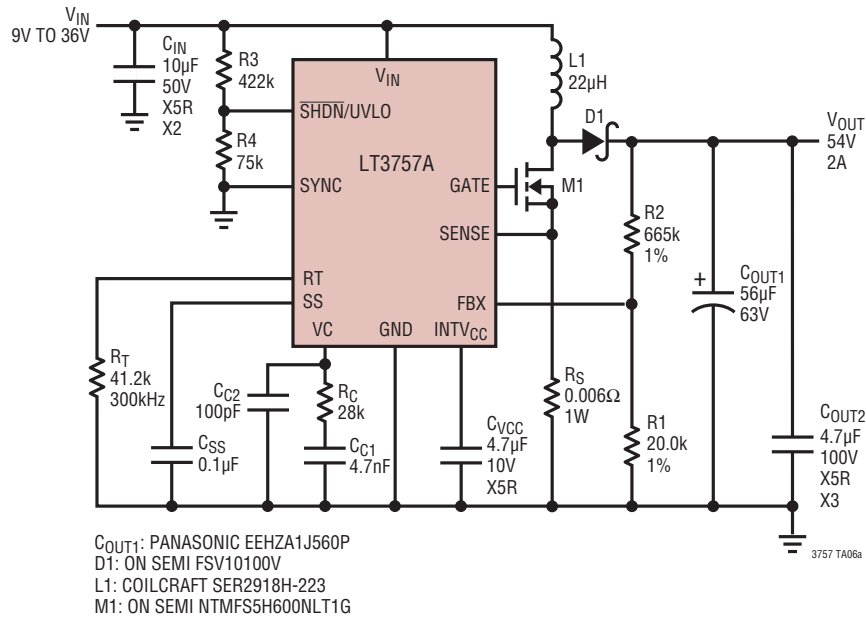 VIN
9V TO 36V
CIN
10µF
50V
X5R
X2
R3
422k
R4
75k
VIN
SHDN/UVLO
LT3757A
SYNC
GATE
SENSE
RT
SS
FBX
VC
GND
INTVCC
L1
22µH
D1
M1
VOUT
54V
2A
R2
665k
1%
+
COUT1
56µF
63V
RT
41.2k
300kHz
CSS
0.1µF
CC2
100pF
RC
28k
CC1
4.7nF
CVCC
4.7µF
10V
X5R
RS
0.006Ω
1W
R1
20.0k
1%
COUT2
4.7µF
100V
X5R
X3
3757 TA06a
COUT1: PANASONIC EEHZA1J560P
D1: ON SEMI FSV10100V
L1: COILCRAFT SER2918H-223
M1: ON SEMI NTMFS5H600NLT1G